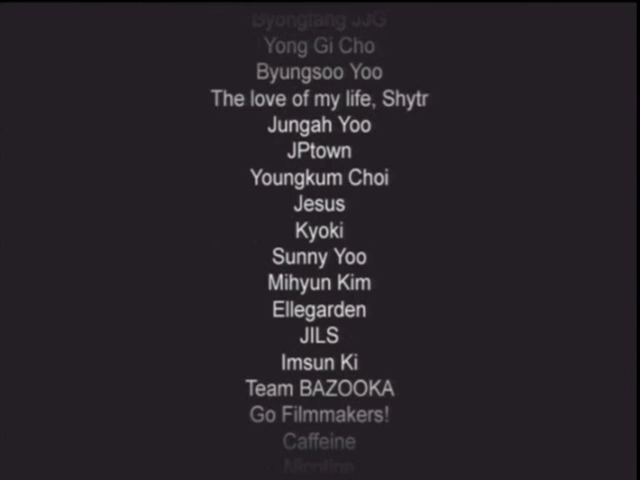 Yong Gi Cho
Byungsoo Yoo
The love of my life, Shytr
Jungah Yoo
JPtown
Youngkum Choi
Jesus
Kyoki
Sunny Yoo
Mihyun Kim
Ellegarden
JILS
Imsun Ki
Team BAZOOKA
Go Filmmakers!
Caffeine
Nicotine